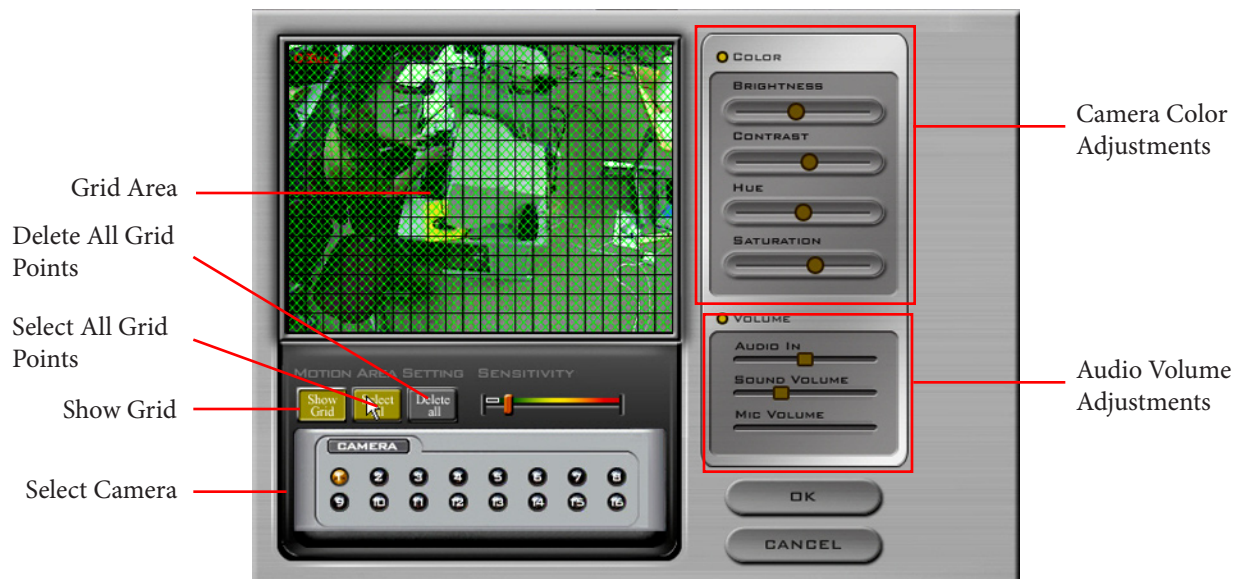 Grid Area
Delete All Grid
Points
Select All Grid
Points
Show Grid
Select Camera
MOTION AREA SETTING
SENSITIVITY
Show
Grid
Select
Delete
all
CAMERA
1 2 3 4 5 6 7 8
9 10 11 12 13 14 15 16
COLOR
BRIGHTNESS
CONTRAST
HUE
SATURATION
VOLUME
AUDIO IN
SOUND VOLUME
MIC VOLUME
OK
CANCEL
Camera Color
Adjustments
Audio Volume
Adjustments